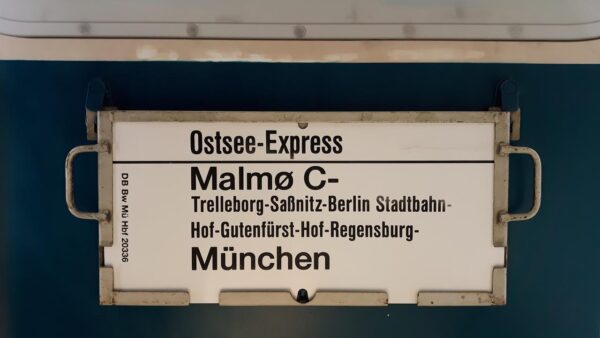 Ostsee-Express
Malmø C-
Trelleborg-Saßnitz-Berlin Stadtbahn-
Hof-Gutenfürst-Hof-Regensburg-
München
DB Bw Mü Hbf 20336